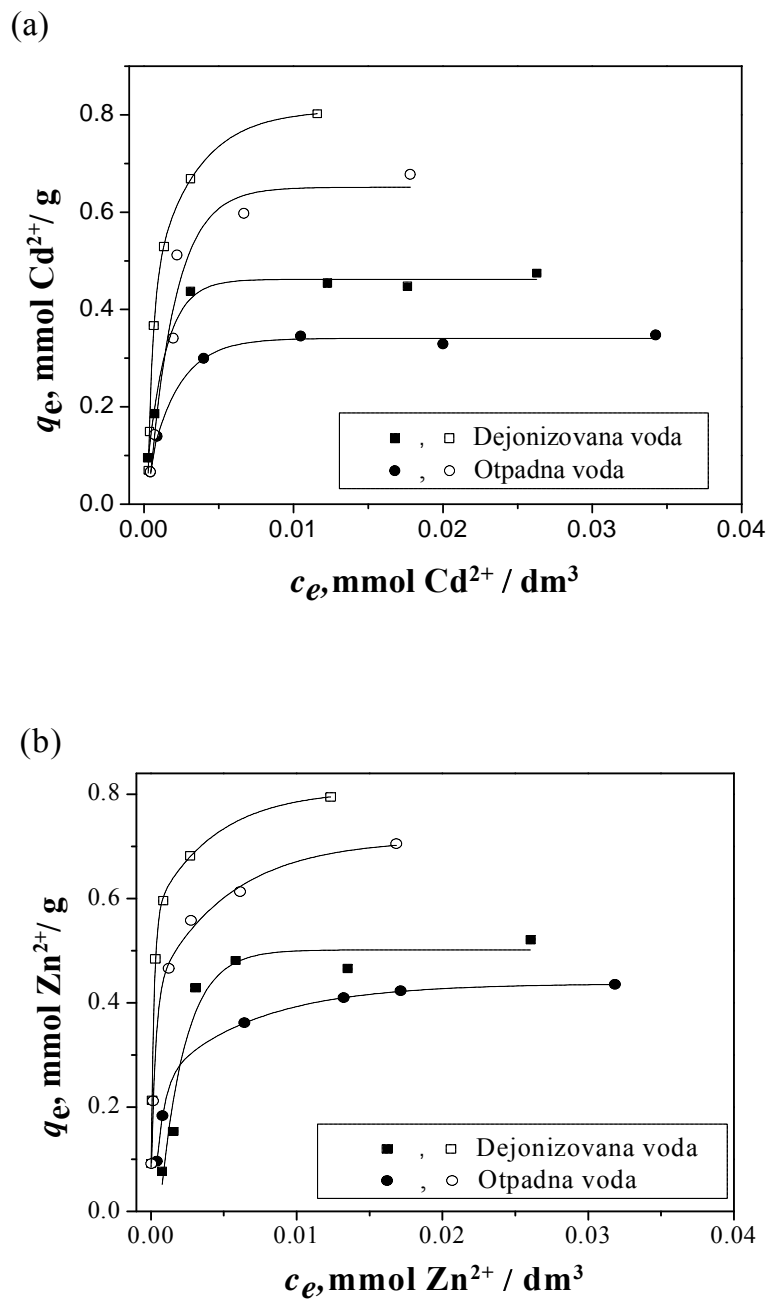 (a)
0.8
0.6
0.4
0.2
0.0
qe, mmol Cd²⁺/ g
■ , □ Dejonizovana voda
● , ○ Otpadna voda
0.00 0.01 0.02 0.03 0.04
ce, mmol Cd²⁺ / dm³
(b)
0.8
0.6
0.4
0.2
0.0
qe, mmol Zn²⁺/ g
■ , □ Dejonizovana voda
● , ○ Otpadna voda
0.00 0.01 0.02 0.03 0.04
ce, mmol Zn²⁺ / dm³